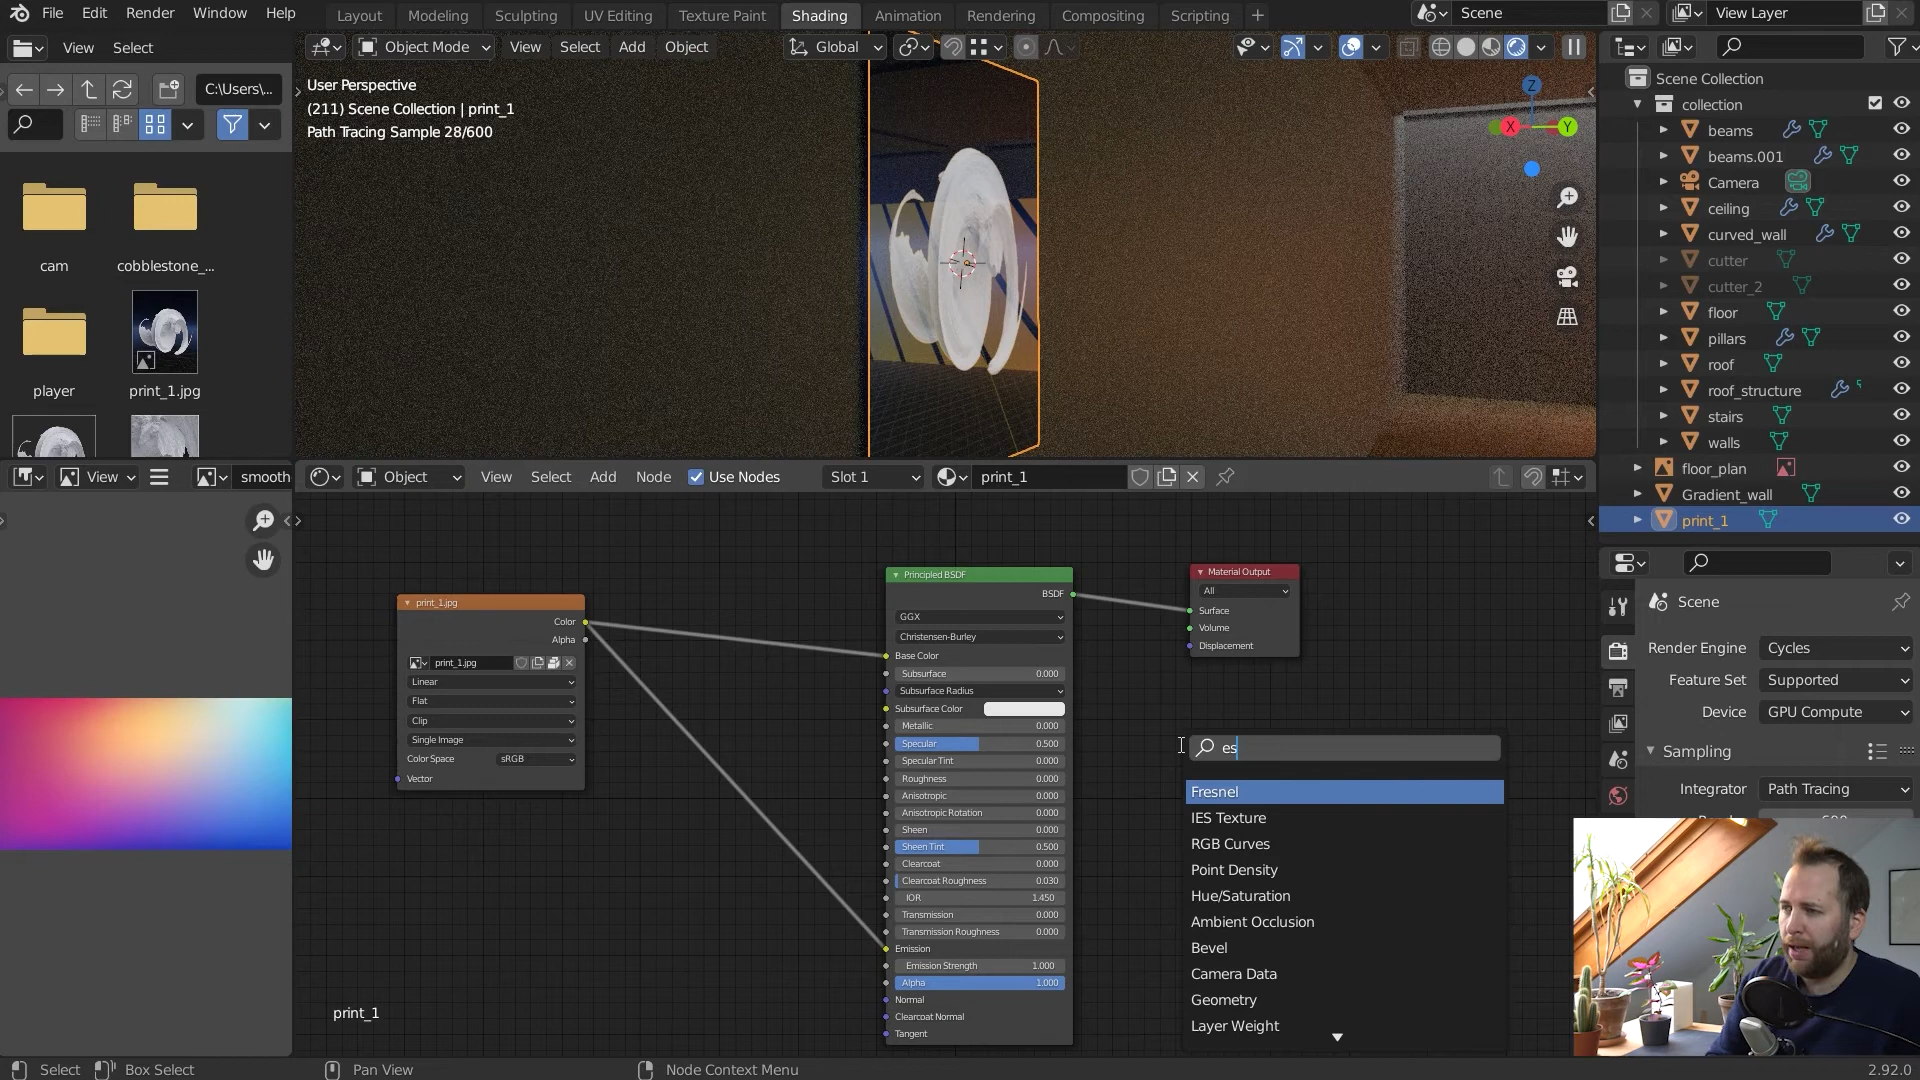 File Edit Render Window Help
Layout Modeling Sculpting UV Editing Texture Paint Shading Animation Rendering Compositing Scripting +
Scene
View Layer
View Select
Object Mode View Select Add Object
Global
C:\Users\...
User Perspective
(211) Scene Collection | print_1
Path Tracing Sample 28/600
Z
X
Y
cam
cobblestone_...
player
print_1.jpg
Scene Collection
collection
beams
beams.001
Camera
ceiling
curved_wall
cutter
cutter_2
floor
pillars
roof
roof_structure
stairs
walls
floor_plan
Gradient_wall
print_1
View
smooth
Object View Select Add Node Use Nodes Slot 1 print_1
print_1.jpg
Color
Alpha
print_1.jpg
Linear
Flat
Clip
Single Image
Color Space sRGB
Vector
Principled BSDF
BSDF
GGX
Christensen-Burley
Base Color
Subsurface 0.000
Subsurface Radius
Subsurface Color
Metallic 0.000
Specular 0.500
Specular Tint 0.000
Roughness 0.000
Anisotropic 0.000
Anisotropic Rotation 0.000
Sheen 0.000
Sheen Tint 0.500
Clearcoat 0.000
Clearcoat Roughness 0.030
IOR 1.450
Transmission 0.000
Transmission Roughness 0.000
Emission
Emission Strength 1.000
Alpha 1.000
Normal
Clearcoat Normal
Tangent
Material Output
All
Surface
Volume
Displacement
es
Fresnel
IES Texture
RGB Curves
Point Density
Hue/Saturation
Ambient Occlusion
Bevel
Camera Data
Geometry
Layer Weight
print_1
Scene
Render Engine Cycles
Feature Set Supported
Device GPU Compute
Sampling
Integrator Path Tracing
Select
Box Select
Pan View
Node Context Menu
2.92.0